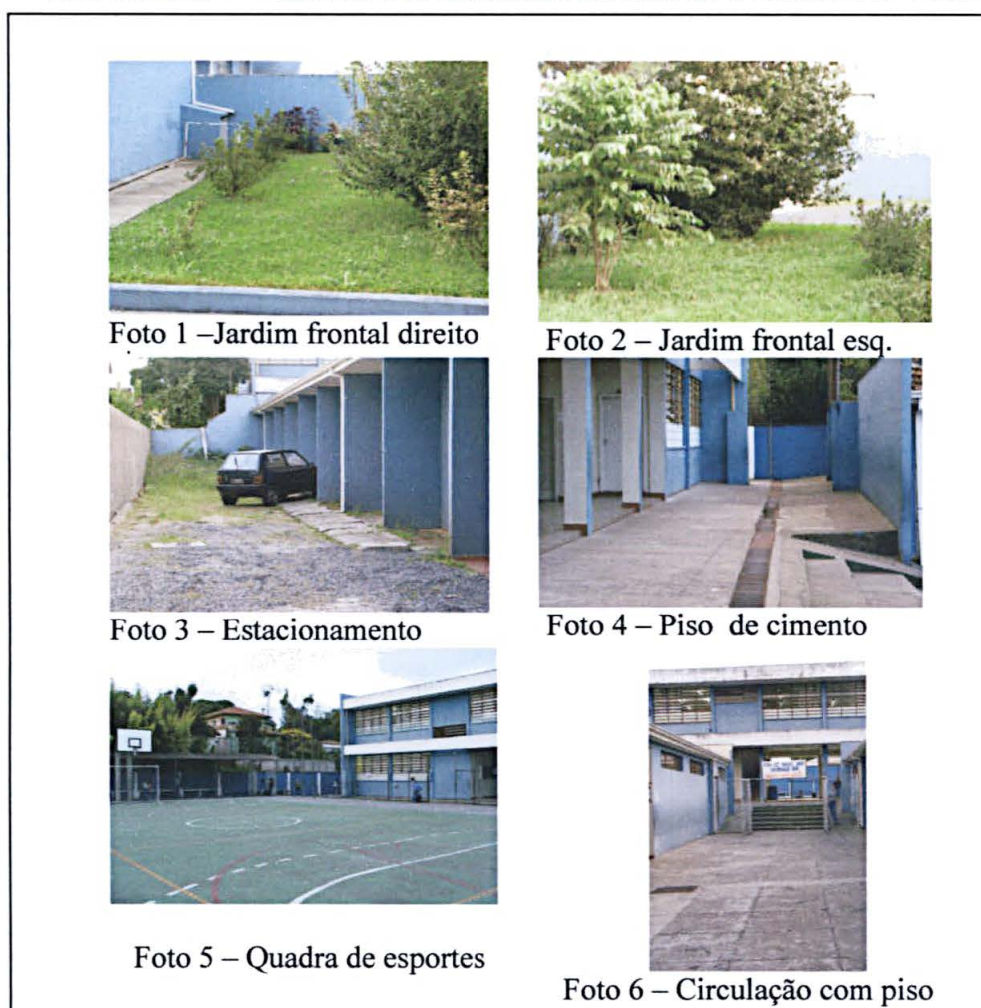 Foto 1 –Jardim frontal direito
Foto 2 – Jardim frontal esq.
Foto 3 – Estacionamento
Foto 4 – Piso de cimento
Foto 5 – Quadra de esportes
Foto 6 – Circulação com piso